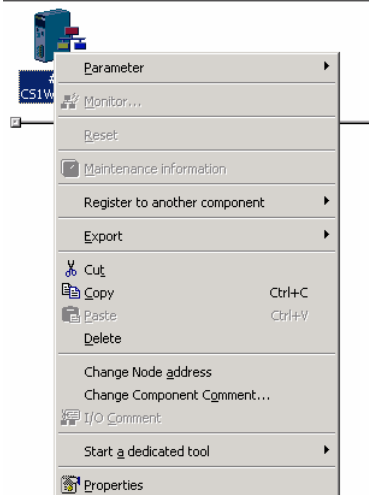 #
CS1W
Parameter
Monitor...
Reset
Maintenance information
Register to another component
Export
Cut
Copy Ctrl+C
Paste Ctrl+V
Delete
Change Node address
Change Component Comment...
I/O Comment
Start a dedicated tool
Properties